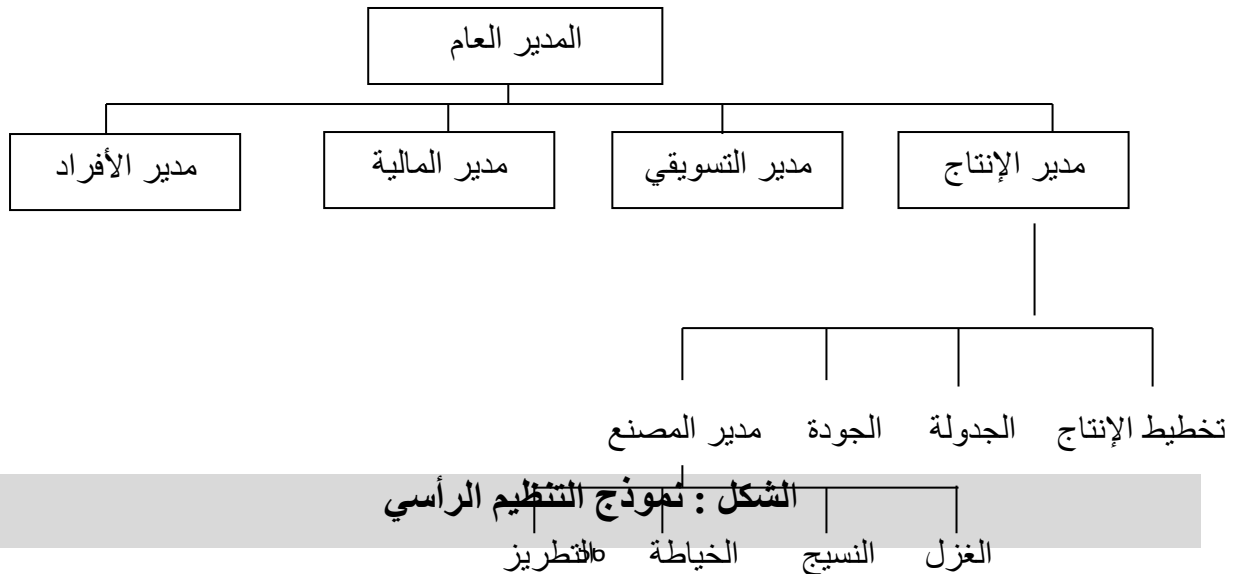 المدير العام
مدير الإنتاج مدير التسويقي مدير المالية مدير الأفراد
تخطيط الإنتاج الجدولة الجودة مدير المصنع
الشكل : نموذج التنظيم الرأسي
الغزل النسيج الخياطة التطريز